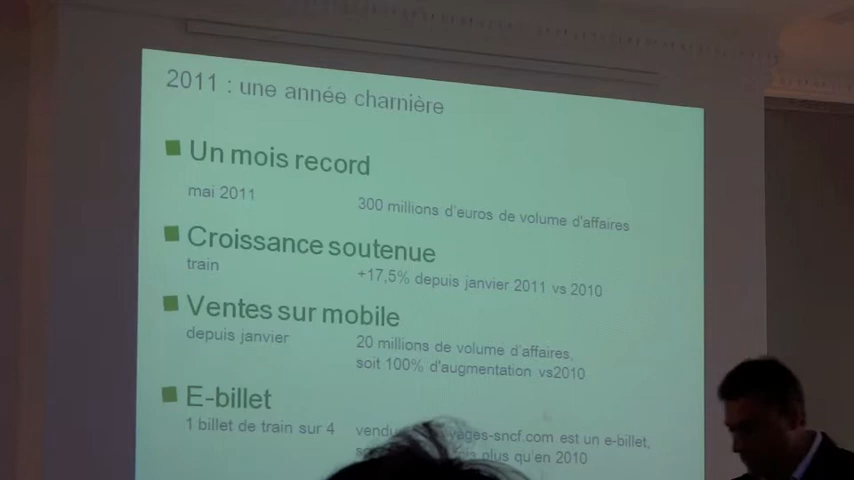 2011 : une année charnière
Un mois record
mai 2011 300 millions d'euros de volume d'affaires
Croissance soutenue
train +17,5% depuis janvier 2011 vs 2010
Ventes sur mobile
depuis janvier 20 millions de volume d'affaires,
soit 100% d'augmentation vs2010
E-billet
1 billet de train sur 4 -sncf.com est un e-billet,
plus qu'en 2010